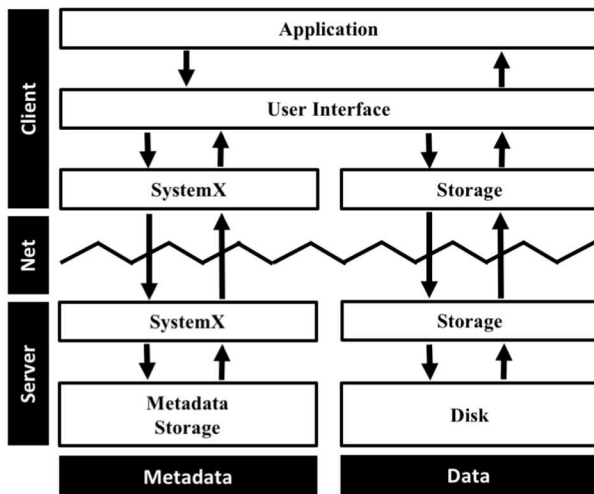 Client
Application
User Interface
SystemX
Storage
Net
Server
SystemX
Storage
Metadata
Storage
Disk
Metadata
Data